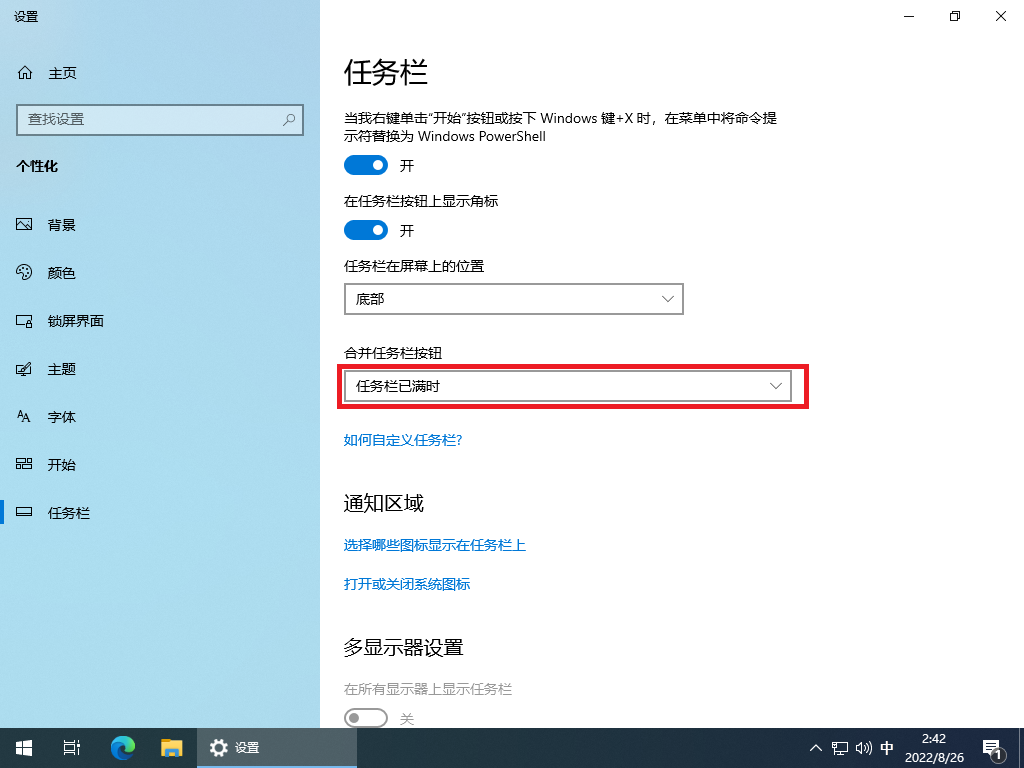 设置
主页
查找设置
个性化
背景
颜色
锁屏界面
主题
字体
开始
任务栏
任务栏
当我右键单击“开始”按钮或按下 Windows 键+X 时，在菜单中将命令提
示符替换为 Windows PowerShell
开
在任务栏按钮上显示角标
开
任务栏在屏幕上的位置
底部
合并任务栏按钮
任务栏已满时
如何自定义任务栏?
通知区域
选择哪些图标显示在任务栏上
打开或关闭系统图标
多显示器设置
在所有显示器上显示任务栏
关
设置
中
2:42
2022/8/26
1